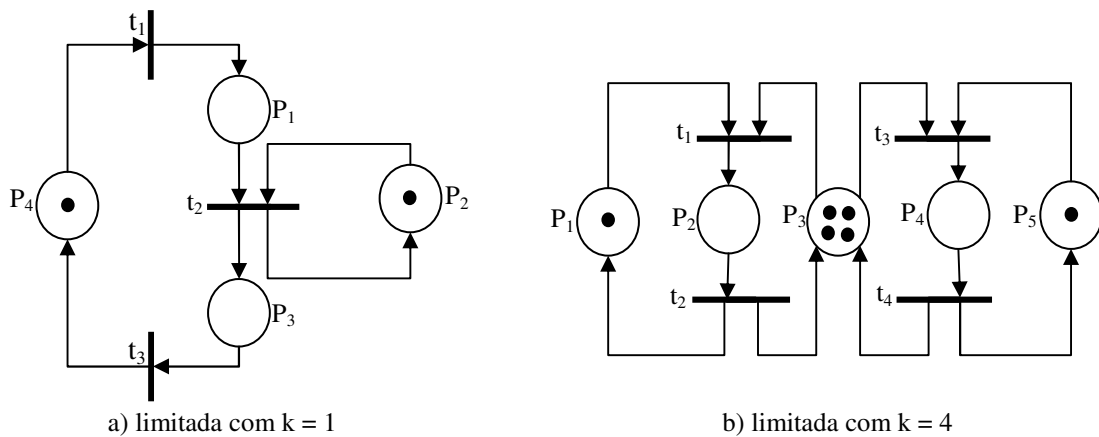 t₁
P₁
P₄
t₂
P₂
P₃
t₃
a) limitada com k = 1
t₁
t₃
P₁
P₂
P₃
P₄
P₅
t₂
t₄
b) limitada com k = 4